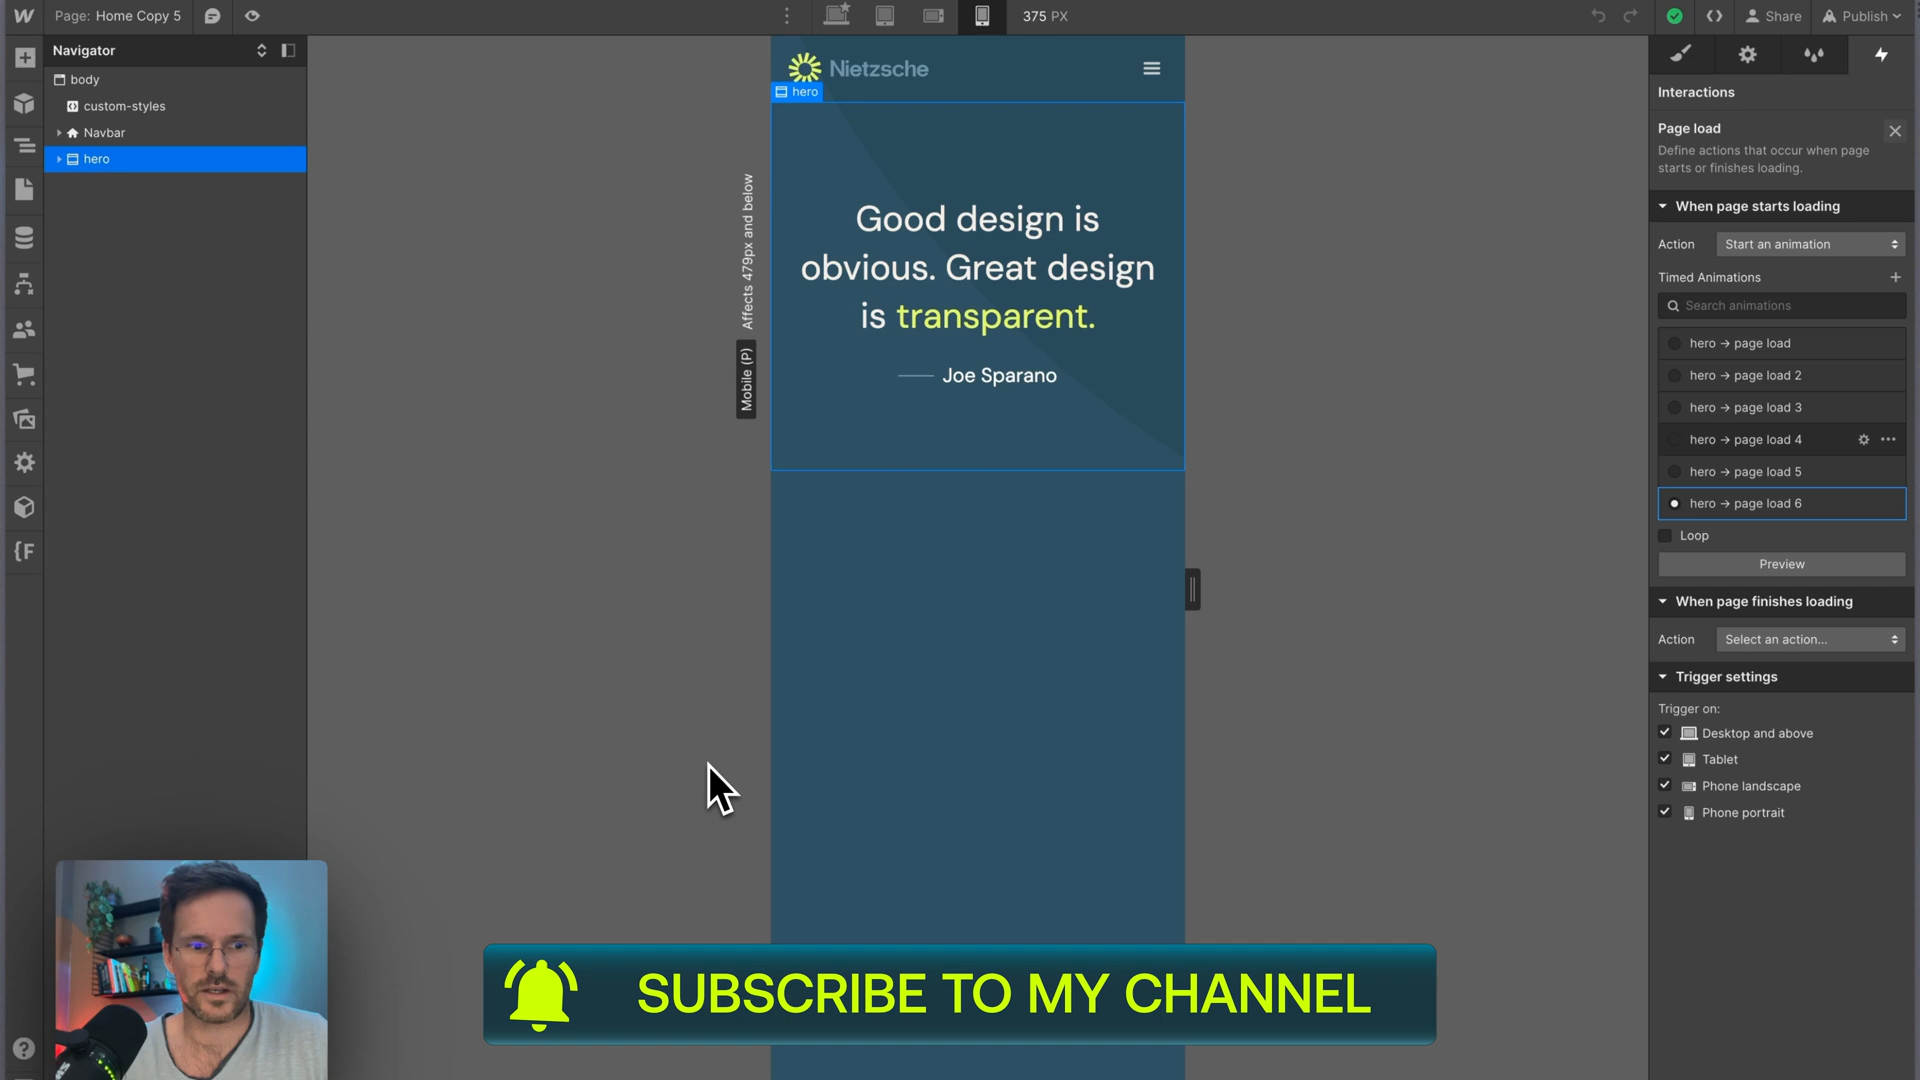 Page: Home Copy 5
375 PX
Share
Publish
Navigator
body
custom-styles
Navbar
hero
Nietzsche
hero
Good design is
obvious. Great design
is transparent.
Joe Sparano
Affects 479px and below
Mobile (P)
Interactions
Page load
Define actions that occur when page
starts or finishes loading.
When page starts loading
Action
Start an animation
Timed Animations
Search animations
hero → page load
hero → page load 2
hero → page load 3
hero → page load 4
hero → page load 5
hero → page load 6
Loop
Preview
When page finishes loading
Action
Select an action...
Trigger settings
Trigger on:
Desktop and above
Tablet
Phone landscape
Phone portrait
SUBSCRIBE TO MY CHANNEL